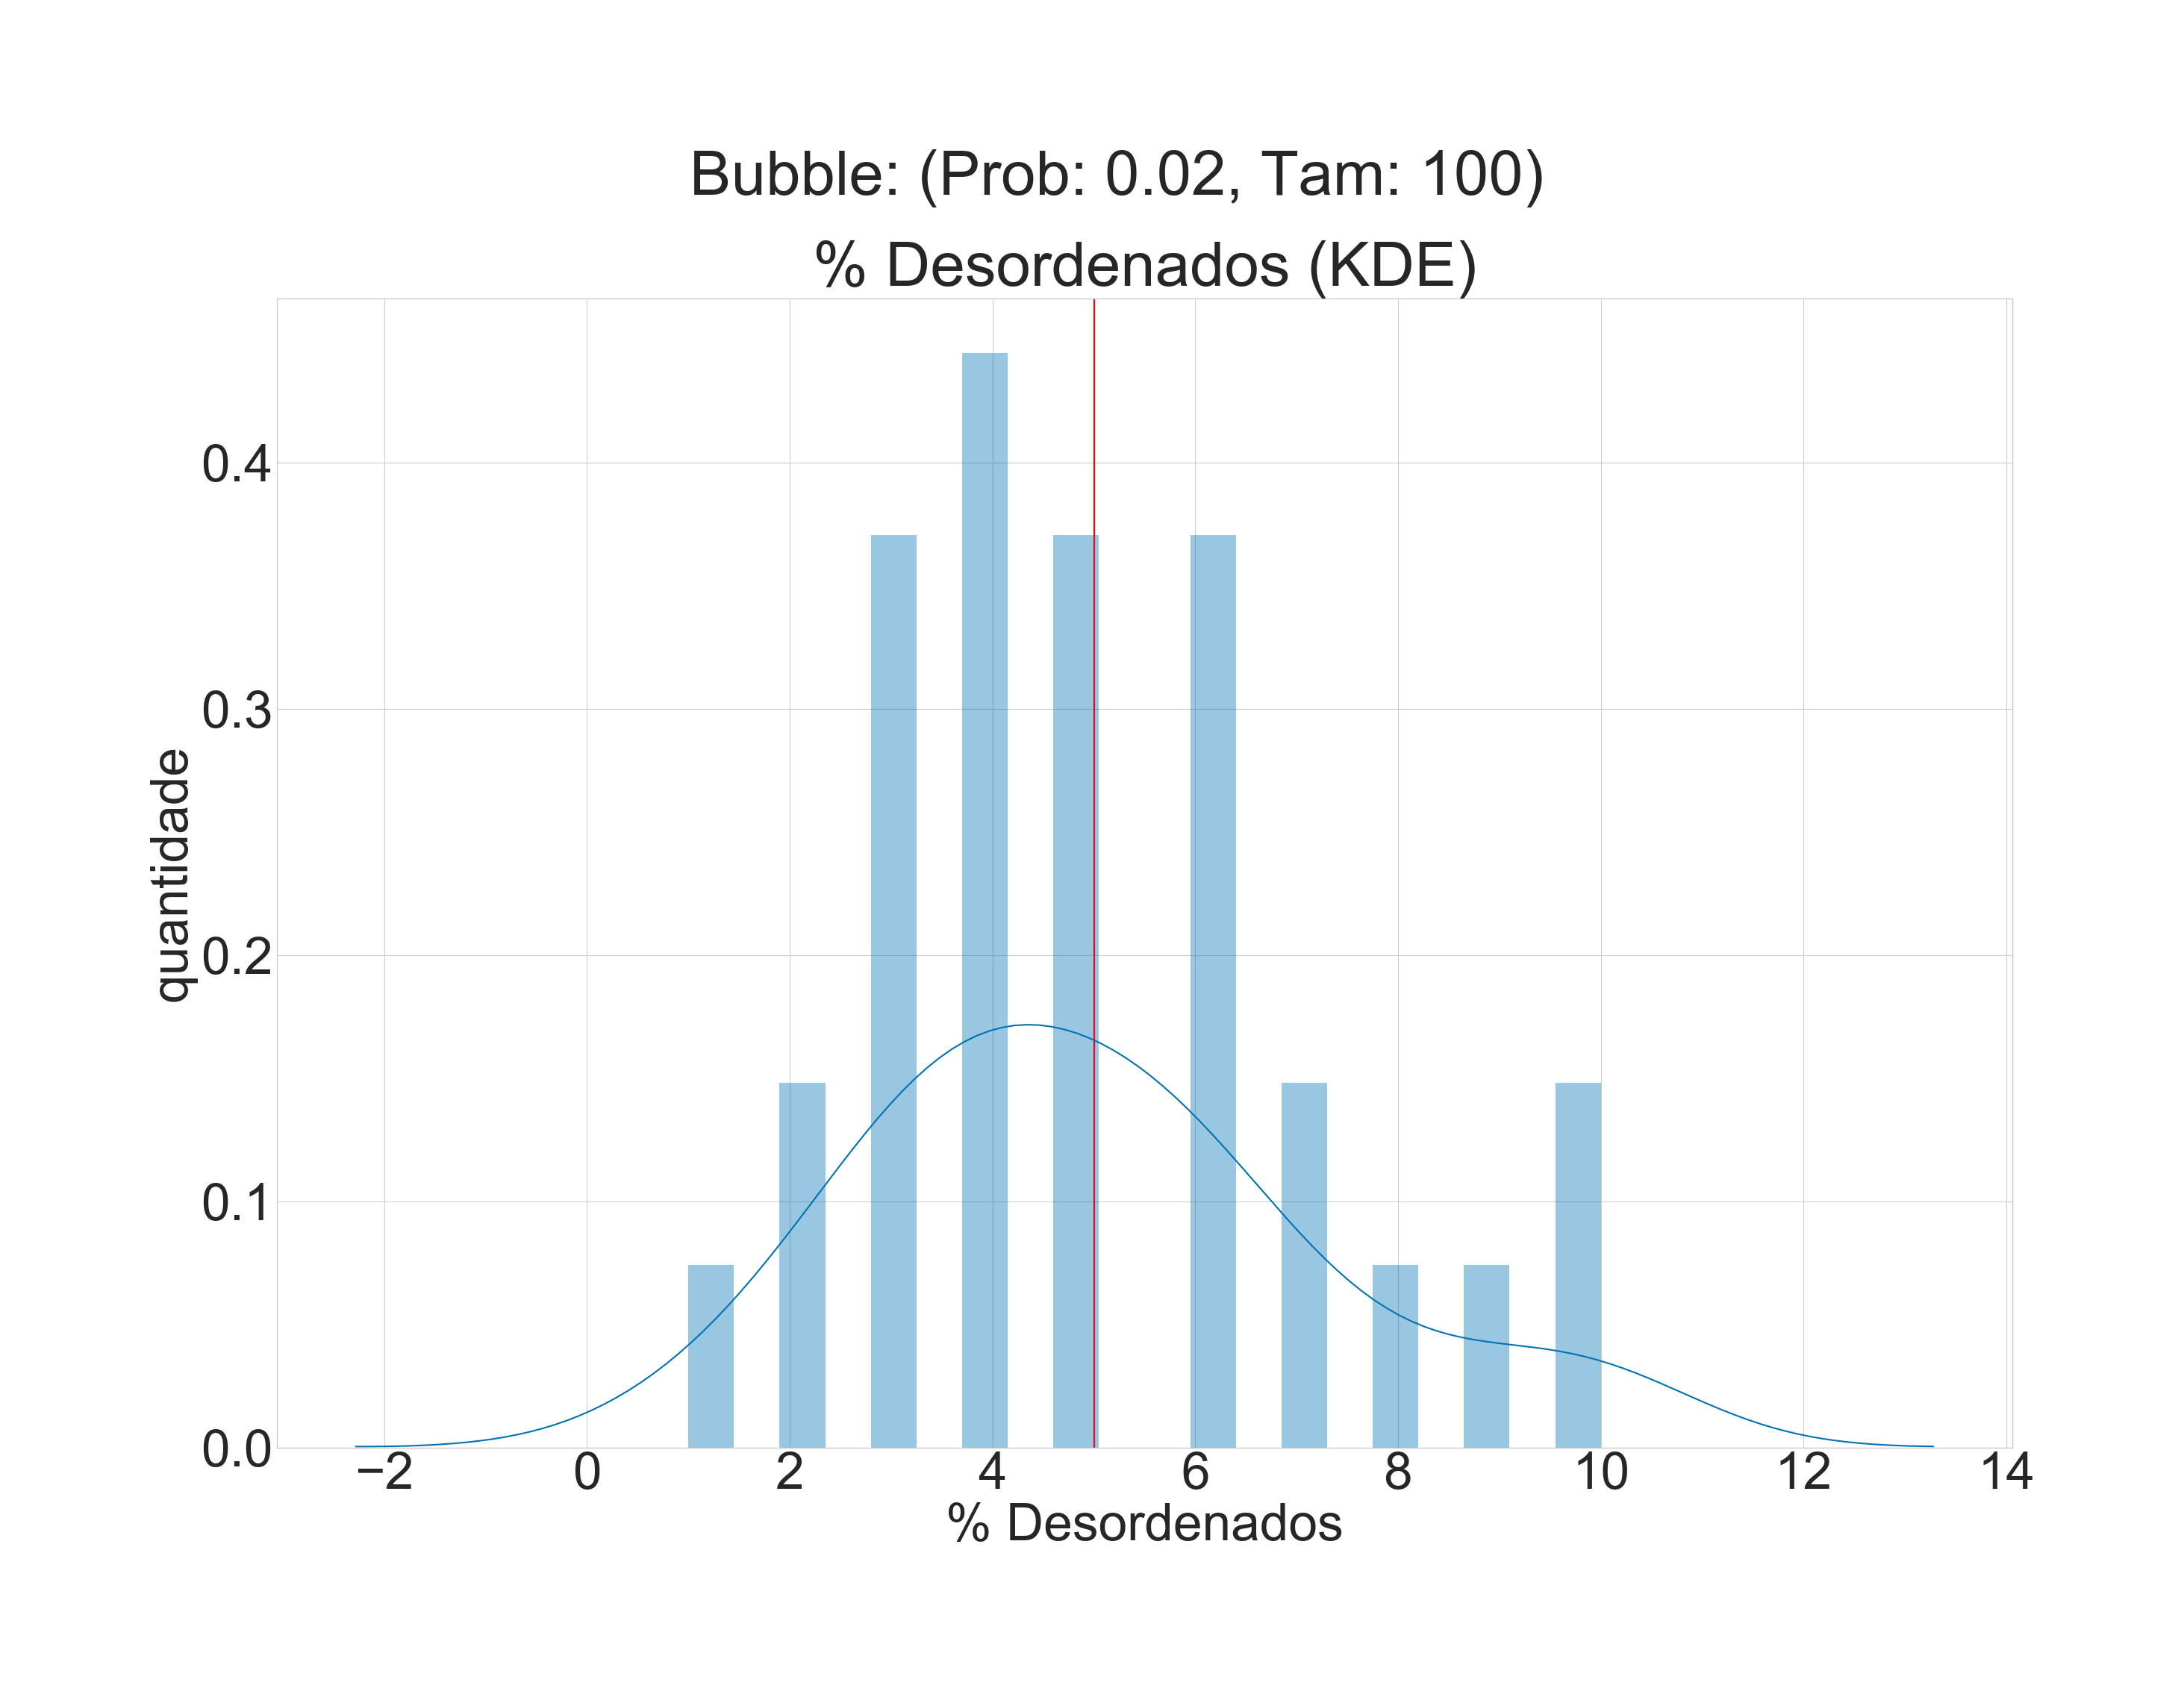 Bubble: (Prob: 0.02, Tam: 100)
% Desordenados (KDE)
quantidade
0.4
0.3
0.2
0.1
0.0
−2 0 2 4 6 8 10 12 14
% Desordenados